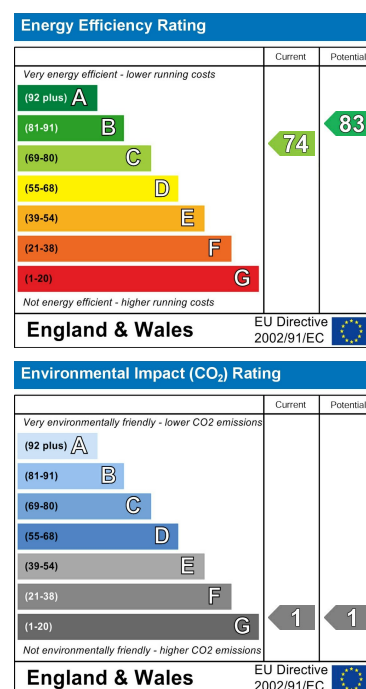 Energy Efficiency Rating
Current Potential
Very energy efficient - lower running costs
(92 plus) A
(81-91) B
(69-80) C
(55-68) D
(39-54) E
(21-38) F
(1-20) G
74
83
Not energy efficient - higher running costs
England & Wales
EU Directive
2002/91/EC
Environmental Impact (CO₂) Rating
Current Potential
Very environmentally friendly - lower CO2 emissions
(92 plus) A
(81-91) B
(69-80) C
(55-68) D
(39-54) E
(21-38) F
(1-20) G
1
1
Not environmentally friendly - higher CO2 emissions
England & Wales
EU Directive
2002/91/EC